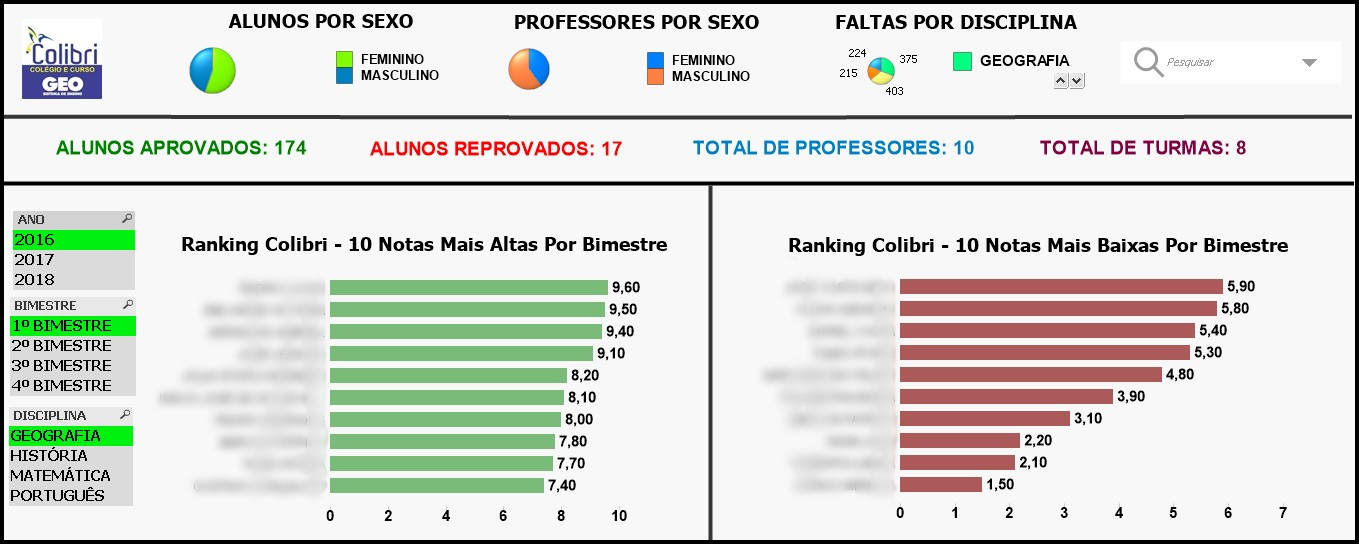 Colibri
COLÉGIO E CURSO
GEO
SISTEMA DE ENSINO
ALUNOS POR SEXO
FEMININO
MASCULINO
PROFESSORES POR SEXO
FEMININO
MASCULINO
FALTAS POR DISCIPLINA
224
375
215
403
GEOGRAFIA
Pesquisar
ALUNOS APROVADOS: 174
ALUNOS REPROVADOS: 17
TOTAL DE PROFESSORES: 10
TOTAL DE TURMAS: 8
ANO
2016
2017
2018
BIMESTRE
1º BIMESTRE
2º BIMESTRE
3º BIMESTRE
4º BIMESTRE
DISCIPLINA
GEOGRAFIA
HISTÓRIA
MATEMÁTICA
PORTUGUÊS
Ranking Colibri - 10 Notas Mais Altas Por Bimestre
9,60
9,50
9,40
9,10
8,20
8,10
8,00
7,80
7,70
7,40
0 2 4 6 8 10
Ranking Colibri - 10 Notas Mais Baixas Por Bimestre
5,90
5,80
5,40
5,30
4,80
3,90
3,10
2,20
2,10
1,50
0 1 2 3 4 5 6 7